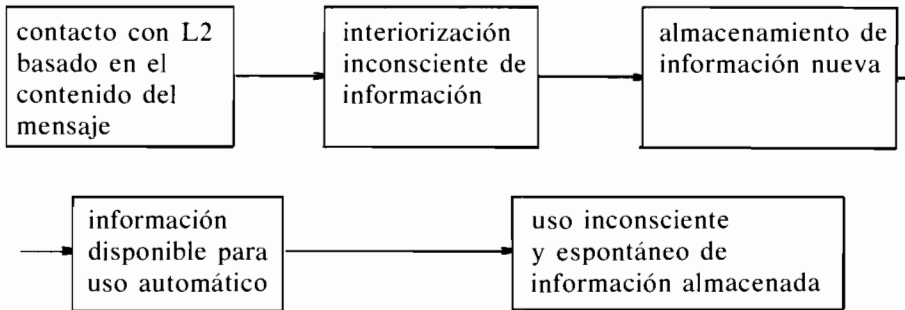 contacto con L2
basado en el
contenido del
mensaje
interiorización
inconsciente de
información
almacenamiento de
información nueva
información
disponible para
uso automático
uso inconsciente
y espontáneo de
información almacenada